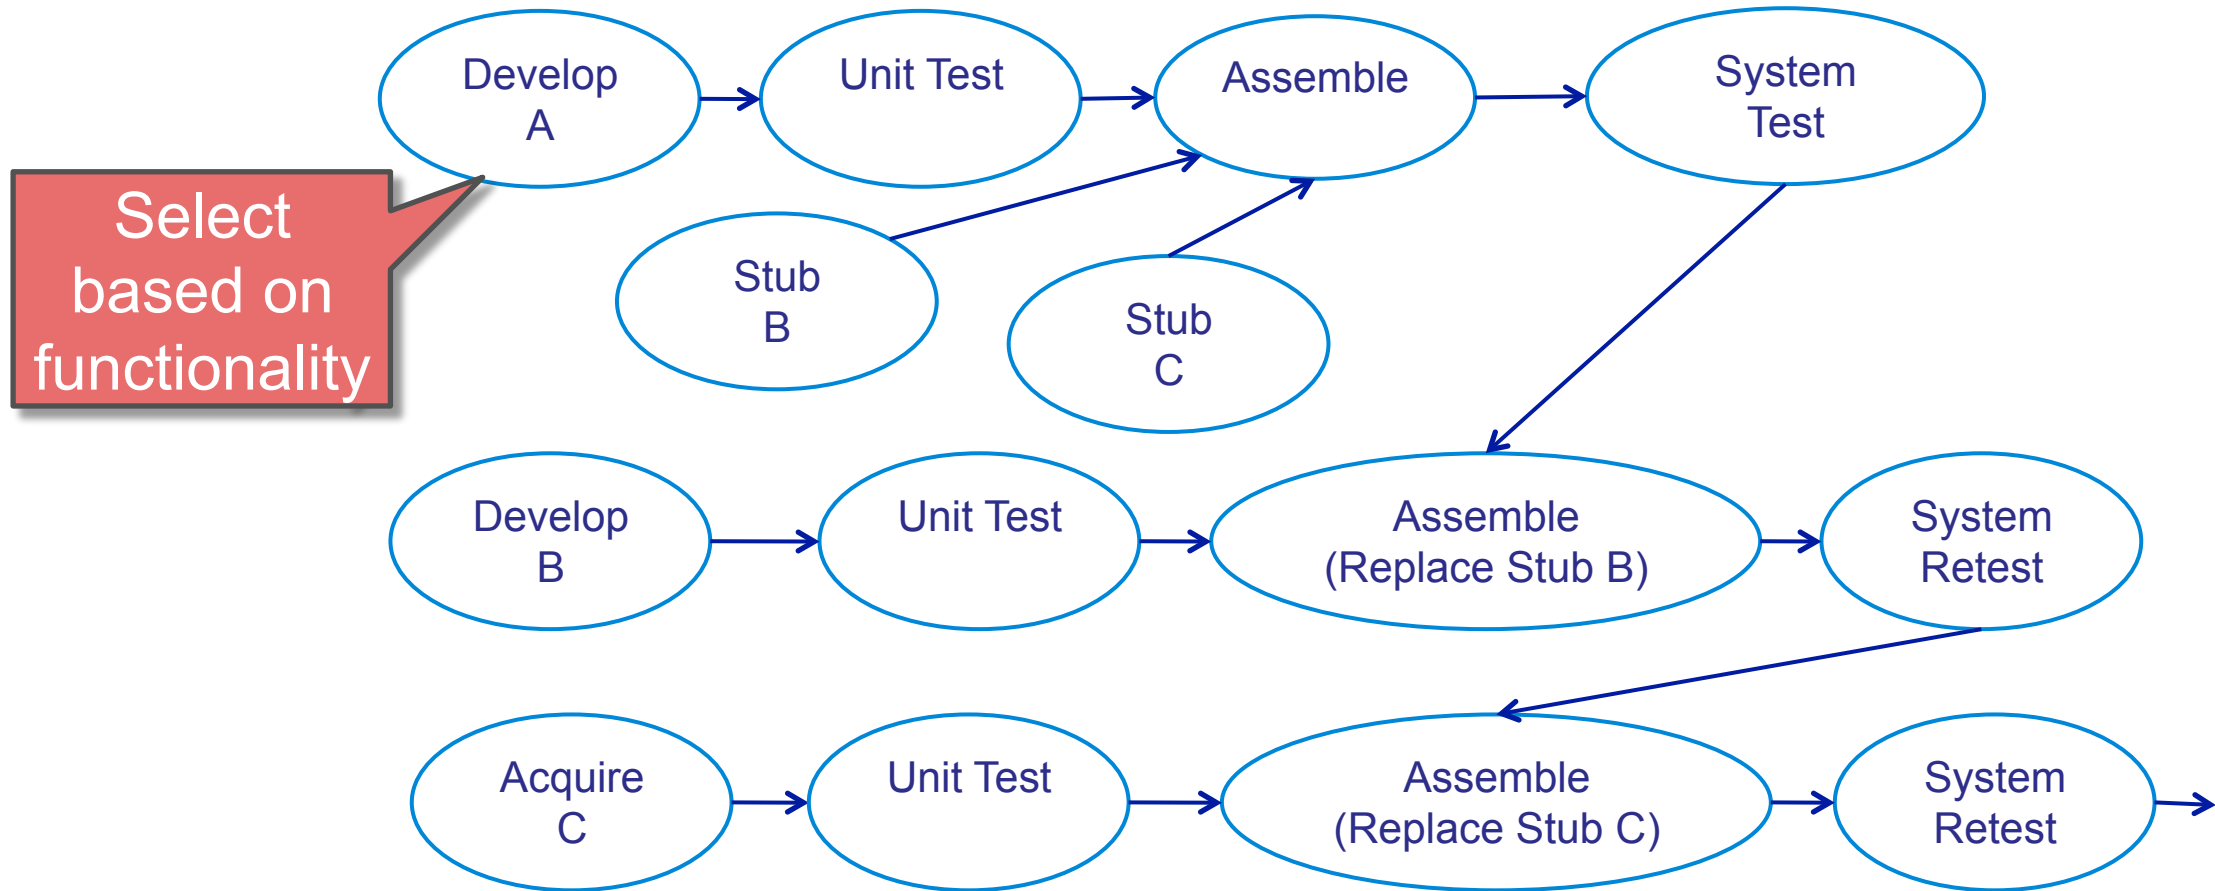 Develop
A
Unit Test
Assemble
System
Test
Select
based on
functionality
Stub
B
Stub
C
Develop
B
Unit Test
Assemble
(Replace Stub B)
System
Retest
Acquire
C
Unit Test
Assemble
(Replace Stub C)
System
Retest